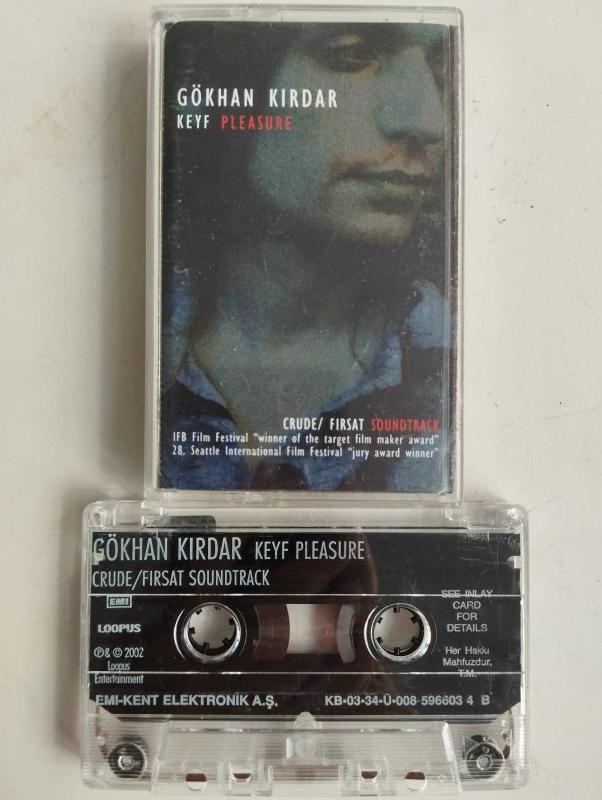 GÖKHAN KIRDAR
KEYF PLEASURE
CRUDE/ FIRSAT SOUNDTRACK
IFB Film Festival "winner of the target film maker award"
28. Seattle International Film Festival "jury award winner"
GÖKHAN KIRDAR KEYF PLEASURE
CRUDE/FIRSAT SOUNDTRACK
EMI
LOOPUS
℗& © 2002
Loopus
Entertainment
SEE INLAY
CARD
FOR
DETAILS
Her Hakkı
Mahfuzdur.
T.M.
EMI-KENT ELEKTRONİK A.Ş. KB·03·34·Ü·008·596603 4 B